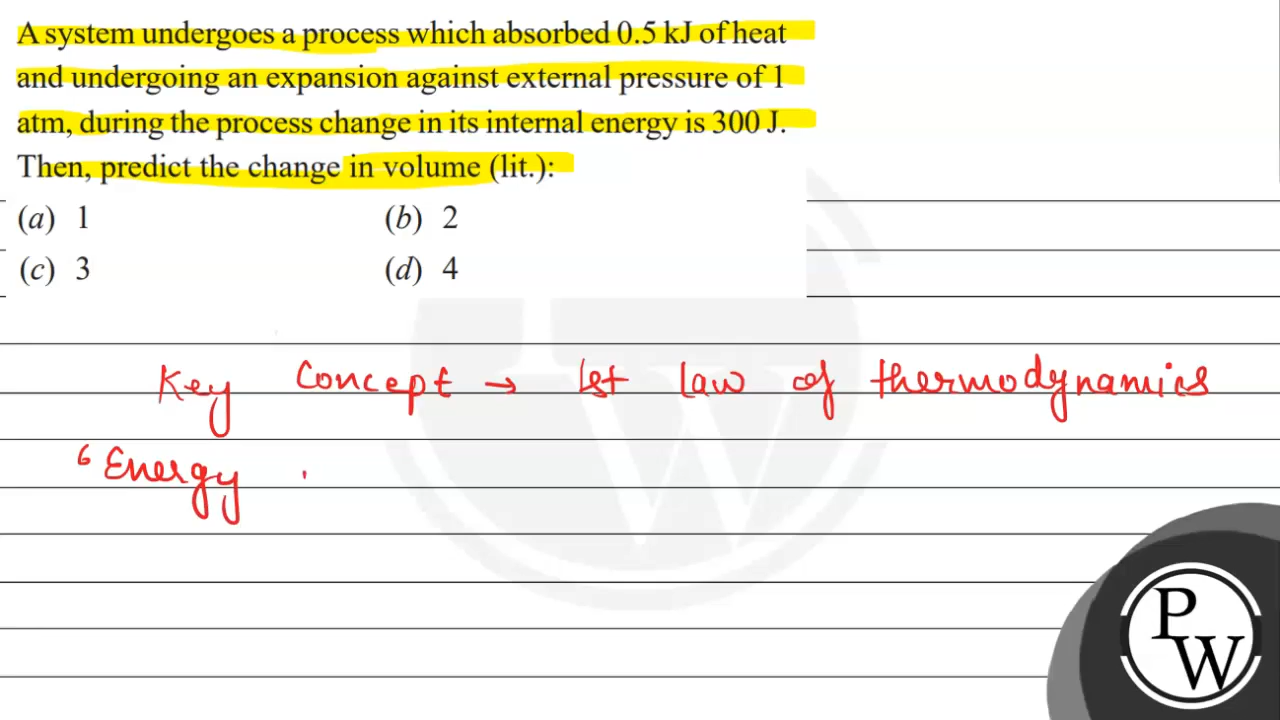 A system undergoes a process which absorbed 0.5 kJ of heat
and undergoing an expansion against external pressure of 1
atm, during the process change in its internal energy is 300 J.
Then, predict the change in volume (lit.):
(a) 1 (b) 2
(c) 3 (d) 4
Key Concept → Ist law of thermodynamics
“Energy
P
W